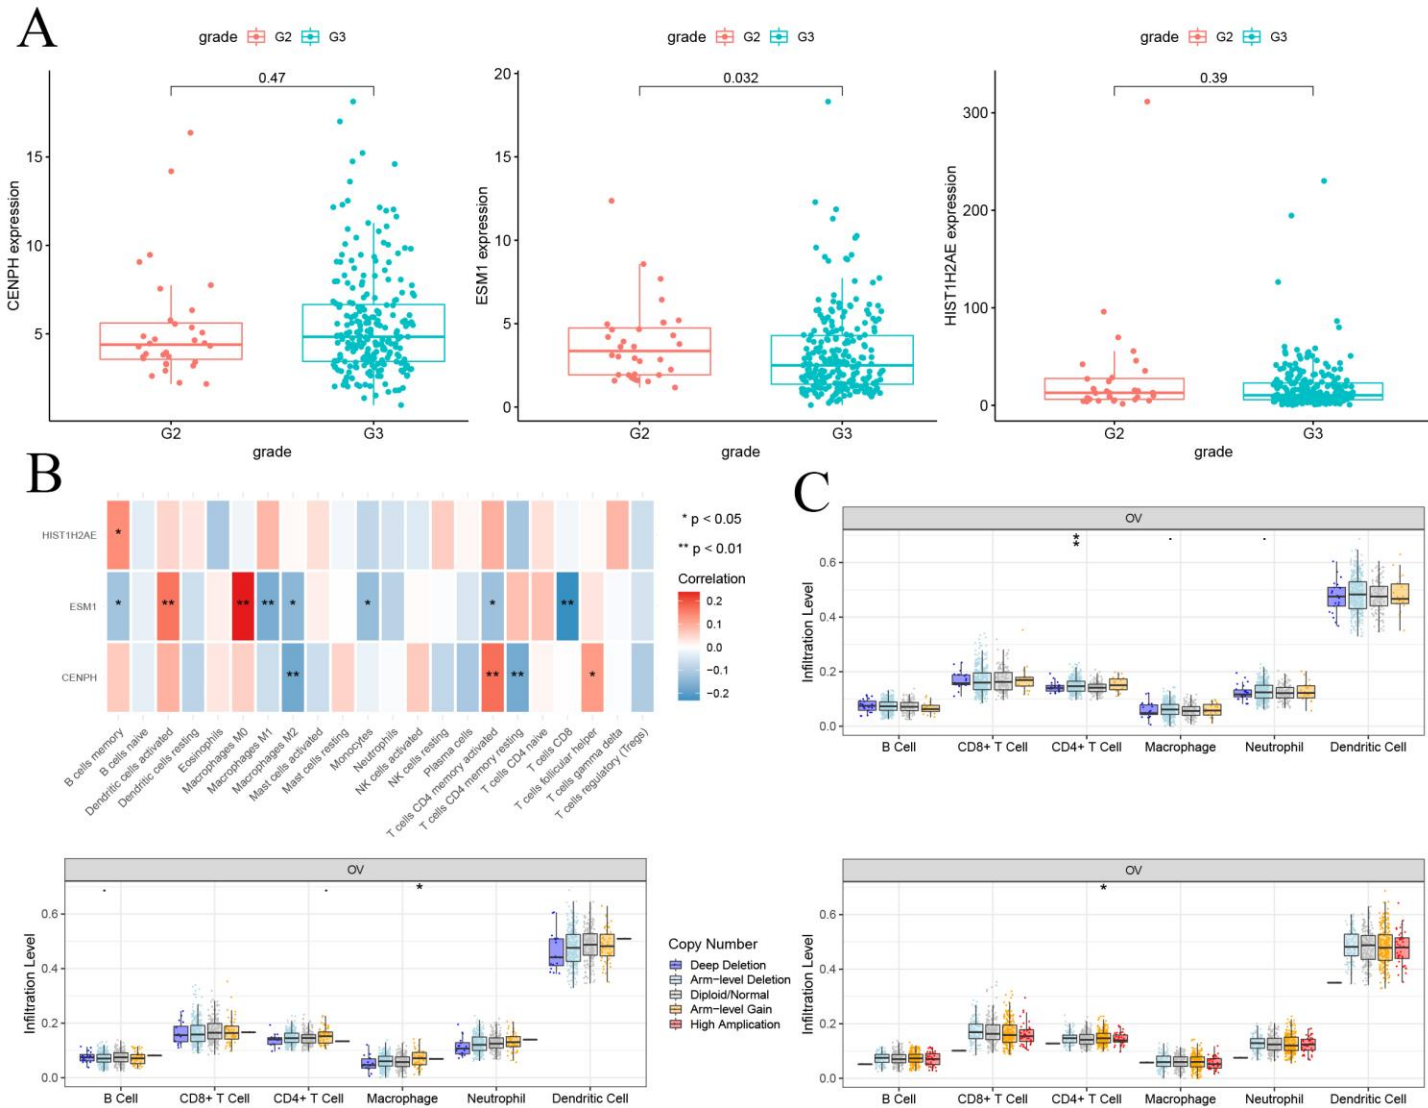 A
grade G2 G3
0.47
CENPH expression
15
10
5
G2 G3
grade
grade G2 G3
0.032
ESM1 expression
20
15
10
5
0
G2 G3
grade
grade G2 G3
0.39
HIST1H2AE expression
300
200
100
0
G2 G3
grade
B
HIST1H2AE
ESM1
CENPH
*
* ** ** ** * * * **
** ** ** *
* p < 0.05
** p < 0.01
Correlation
0.2
0.1
0.0
−0.1
−0.2
B cells memory
B cells naive
Dendritic cells activated
Dendritic cells resting
Eosinophils
Macrophages M0
Macrophages M1
Macrophages M2
Mast cells activated
Mast cells resting
Monocytes
Neutrophils
NK cells activated
NK cells resting
Plasma cells
T cells CD4 memory activated
T cells CD4 memory resting
T cells CD4 naive
T cells CD8
T cells follicular helper
T cells gamma delta
T cells regulatory (Tregs)
C
OV
**
Infiltration Level
0.6
0.4
0.2
0.0
B Cell CD8+ T Cell CD4+ T Cell Macrophage Neutrophil Dendritic Cell
OV
*
Infiltration Level
0.6
0.4
0.2
0.0
B Cell CD8+ T Cell CD4+ T Cell Macrophage Neutrophil Dendritic Cell
Copy Number
Deep Deletion
Arm−level Deletion
Diploid/Normal
Arm−level Gain
High Amplication
OV
*
Infiltration Level
0.6
0.4
0.2
0.0
B Cell CD8+ T Cell CD4+ T Cell Macrophage Neutrophil Dendritic Cell